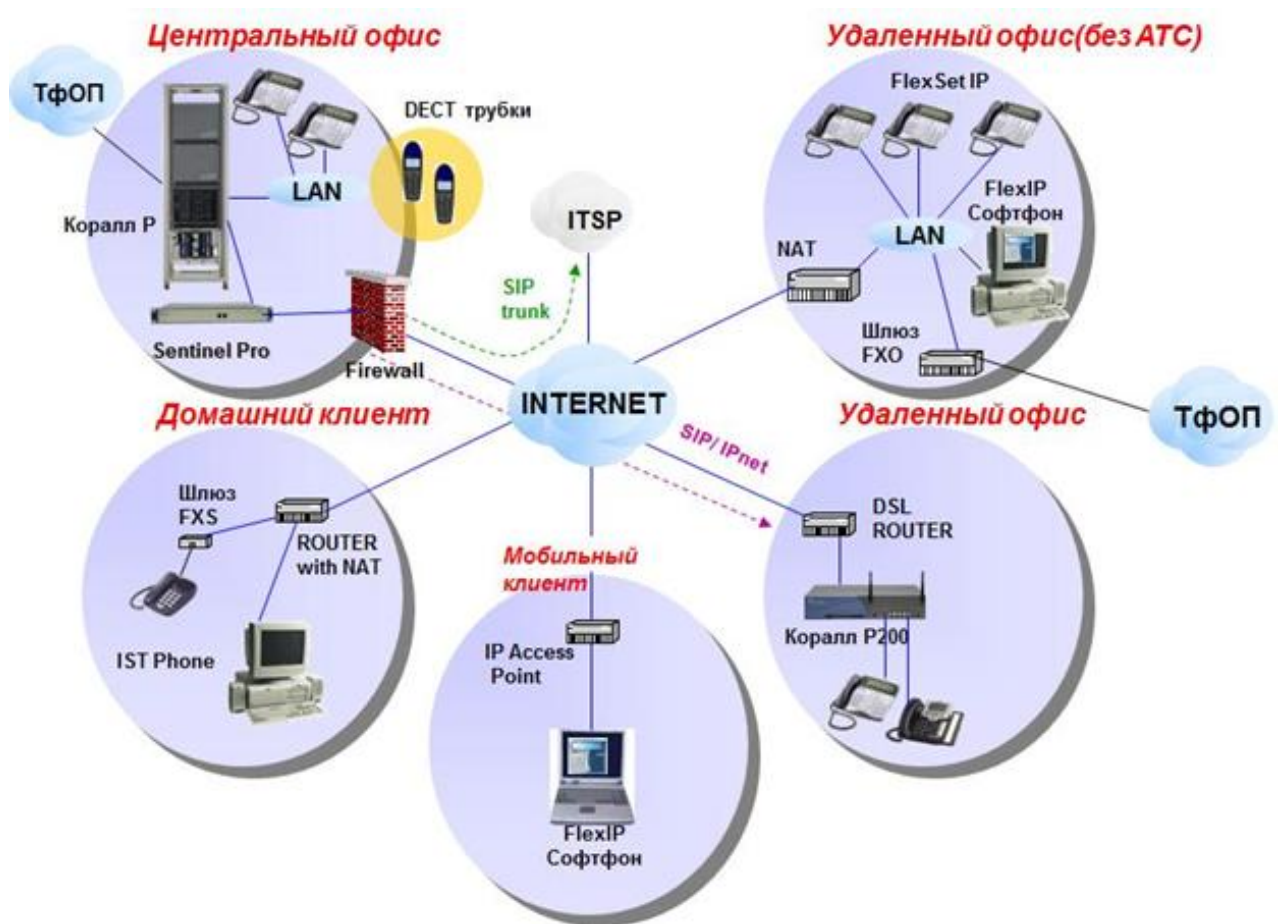 Центральный офис
Удаленный офис(без АТС)
ТфОП
DECT трубки
LAN
Коралл Р
Sentinel Pro
Firewall
SIP
trunk
ITSP
FlexSet IP
FlexIP
Софтфон
LAN
NAT
Шлюз
FXO
INTERNET
ТфОП
Домашний клиент
Удаленный офис
SIP/ IPnet
Шлюз
FXS
ROUTER
with NAT
IST Phone
Мобильный
клиент
IP Access
Point
FlexIP
Софтфон
DSL
ROUTER
Коралл Р200